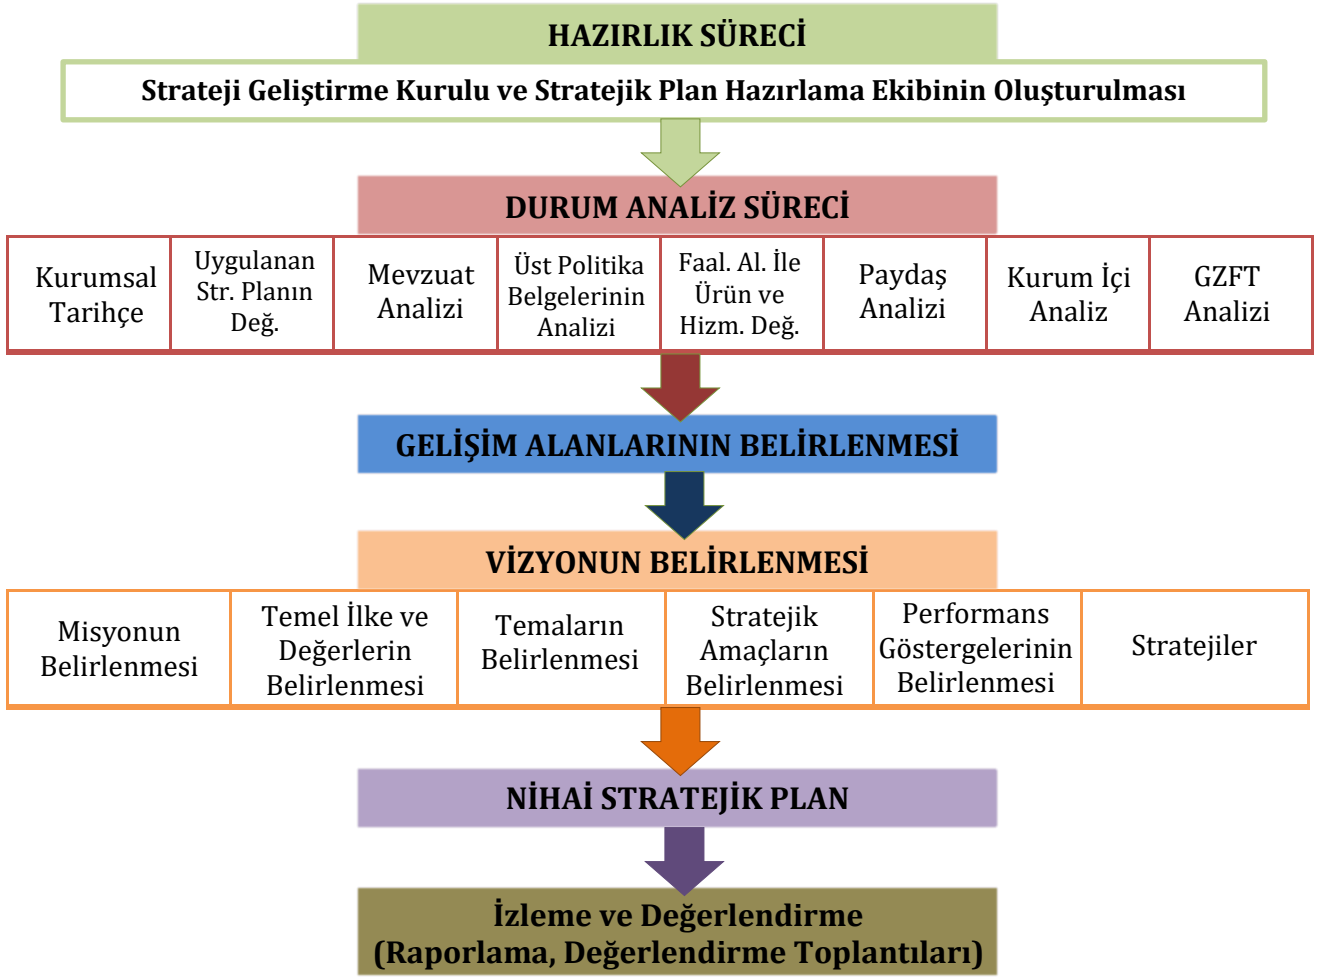 HAZIRLIK SÜRECİ
Strateji Geliştirme Kurulu ve Stratejik Plan Hazırlama Ekibinin Oluşturulması
DURUM ANALİZ SÜRECİ
Kurumsal
Tarihçe
Uygulanan
Str. Planın
Değ.
Mevzuat
Analizi
Üst Politika
Belgelerinin
Analizi
Faal. Al. İle
Ürün ve
Hizm. Değ.
Paydaş
Analizi
Kurum İçi
Analiz
GZFT
Analizi
GELİŞİM ALANLARININ BELİRLENMESİ
VİZYONUN BELİRLENMESİ
Misyonun
Belirlenmesi
Temel İlke ve
Değerlerin
Belirlenmesi
Temaların
Belirlenmesi
Stratejik
Amaçların
Belirlenmesi
Performans
Göstergelerinin
Belirlenmesi
Stratejiler
NİHAİ STRATEJİK PLAN
İzleme ve Değerlendirme
(Raporlama, Değerlendirme Toplantıları)